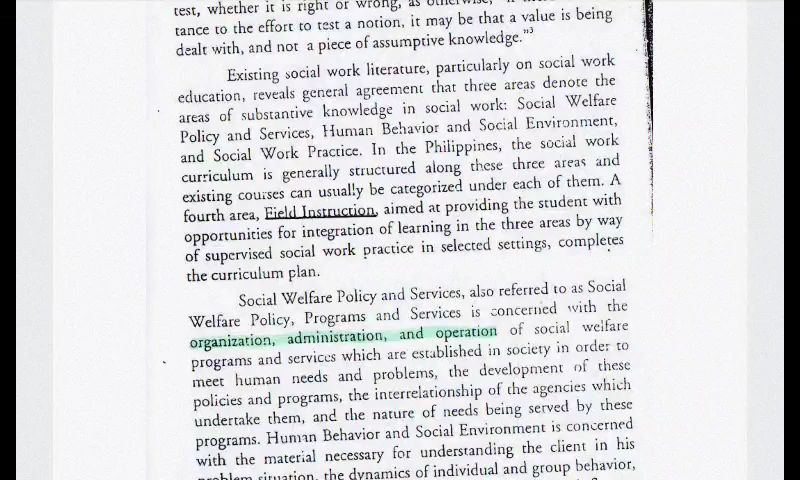 test, whether it is right or wrong, as otherwise,
tance to the effort to test a notion, it may be that a value is being
dealt with, and not a piece of assumptive knowledge."3
Existing social work literature, particularly on social work
education, reveals general agreement that three areas denote the
areas of substantive knowledge in social work: Social Welfare
Policy and Services, Human Behavior and Social Environment,
and Social Work Practice. In the Philippines, the social work
curriculum is generally structured along these three areas and
existing courses can usually be categorized under each of them. A
fourth area, Field Instruction, aimed at providing the student with
opportunities for integration of learning in the three areas by way
of supervised social work practice in selected settings, completes
the curriculum plan.
Social Welfare Policy and Services, also referred to as Social
Welfare Policy, Programs and Services is concerned with the
organization, administration, and operation of social welfare
programs and services which are established in society in order to
meet human needs and problems, the development of these
policies and programs, the interrelationship of the agencies which
undertake them, and the nature of needs being served by these
programs. Human Behavior and Social Environment is concerned
with the material necessary for understanding the client in his
problem situation, the dynamics of individual and group behavior,